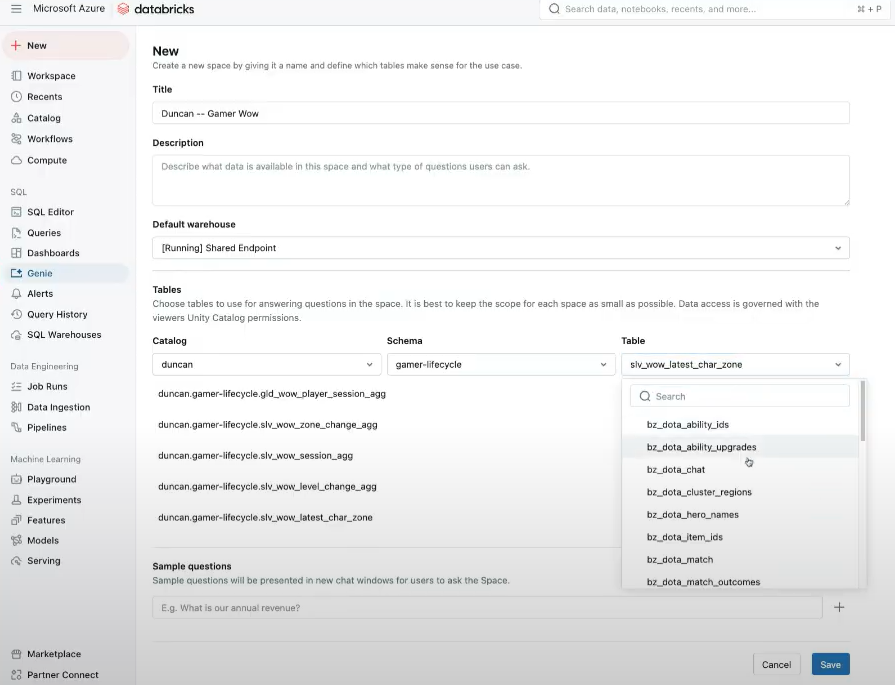 Microsoft Azure databricks
Search data, notebooks, recents, and more... ⌘ + P
New
Workspace
Recents
Catalog
Workflows
Compute
SQL
SQL Editor
Queries
Dashboards
Genie
Alerts
Query History
SQL Warehouses
Data Engineering
Job Runs
Data Ingestion
Pipelines
Machine Learning
Playground
Experiments
Features
Models
Serving
Marketplace
Partner Connect
New
Create a new space by giving it a name and define which tables make sense for the use case.
Title
Duncan -- Gamer Wow
Description
Describe what data is available in this space and what type of questions users can ask.
Default warehouse
[Running] Shared Endpoint
Tables
Choose tables to use for answering questions in the space. It is best to keep the scope for each space as small as possible. Data access is governed with the
viewers Unity Catalog permissions.
Catalog Schema Table
duncan gamer-lifecycle slv_wow_latest_char_zone
duncan.gamer-lifecycle.gld_wow_player_session_agg
duncan.gamer-lifecycle.slv_wow_zone_change_agg
duncan.gamer-lifecycle.slv_wow_session_agg
duncan.gamer-lifecycle.slv_wow_level_change_agg
duncan.gamer-lifecycle.slv_wow_latest_char_zone
Search
bz_dota_ability_ids
bz_dota_ability_upgrades
bz_dota_chat
bz_dota_cluster_regions
bz_dota_hero_names
bz_dota_item_ids
bz_dota_match
bz_dota_match_outcomes
Sample questions
Sample questions will be presented in new chat windows for users to ask the Space.
E.g. What is our annual revenue?
Cancel Save